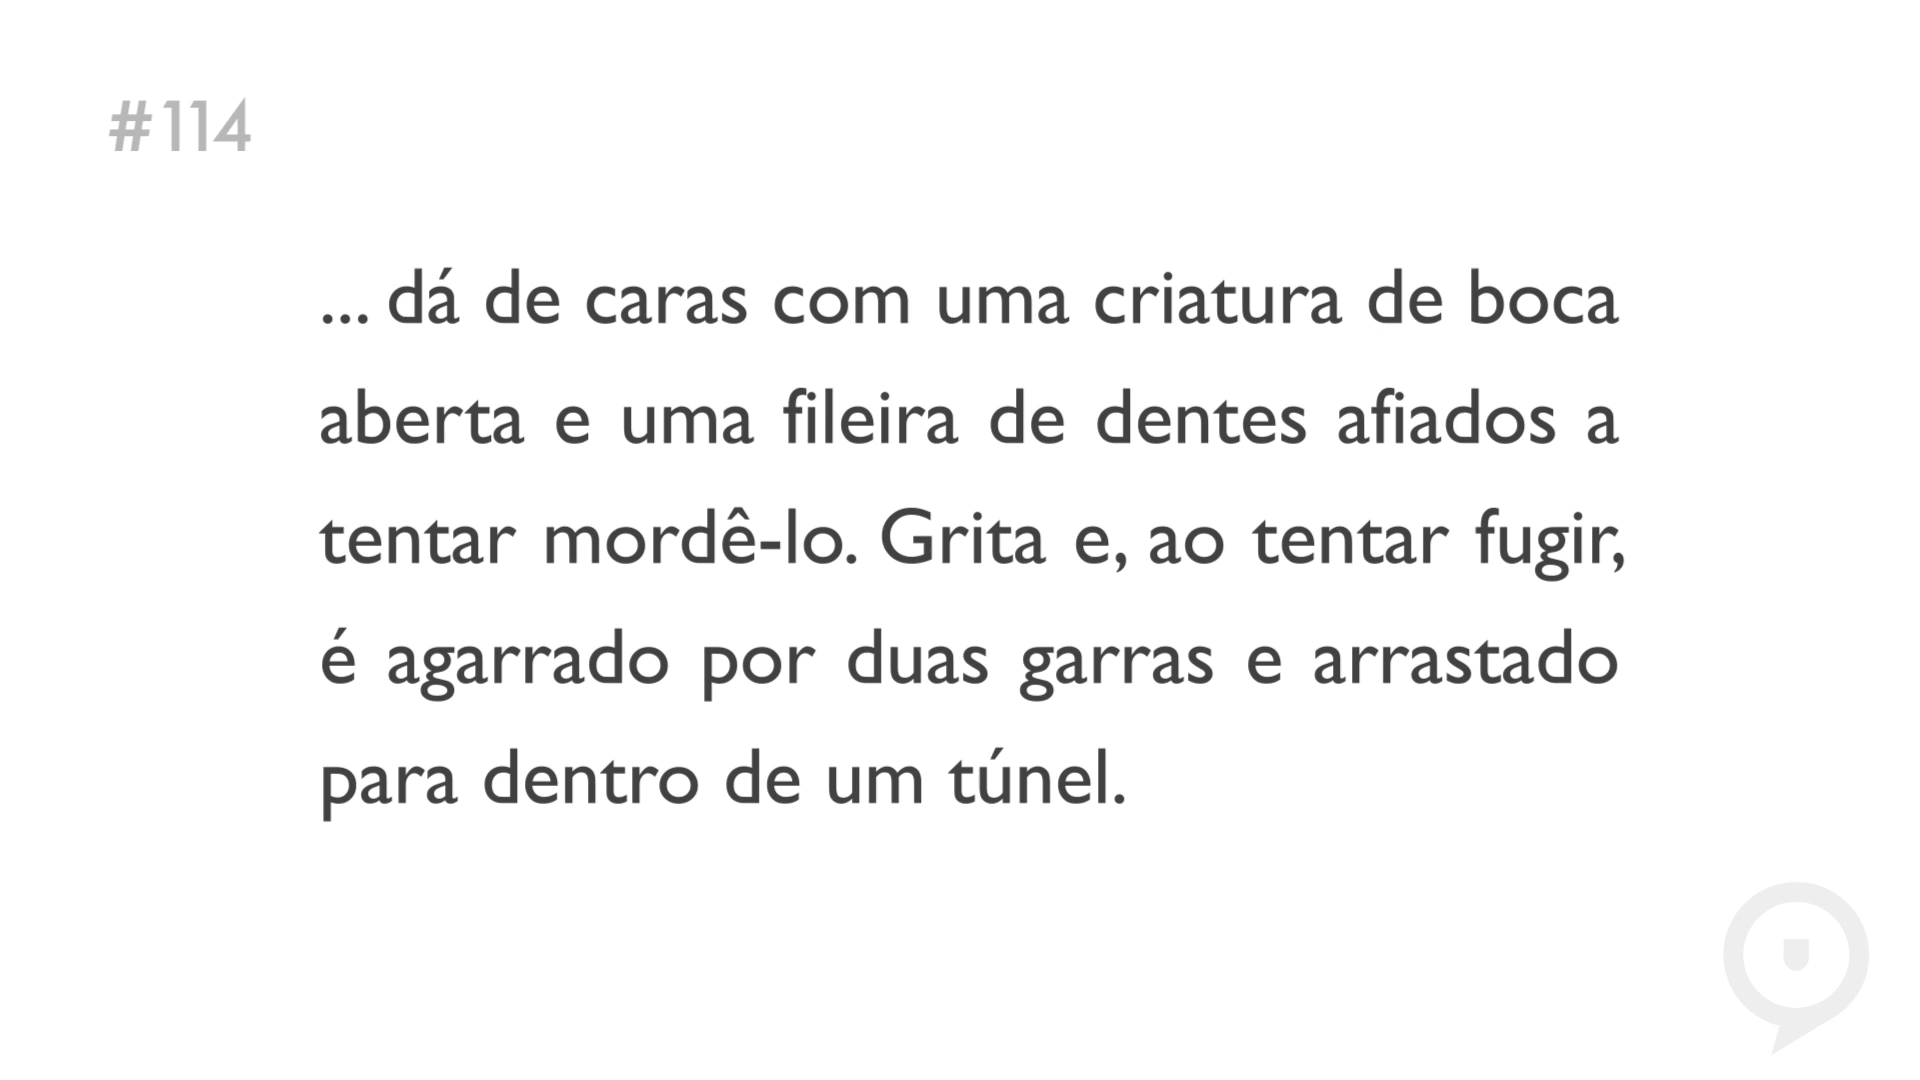 #114
... dá de caras com uma criatura de boca
aberta e uma fileira de dentes afiados a
tentar mordê-lo. Grita e, ao tentar fugir,
é agarrado por duas garras e arrastado
para dentro de um túnel.